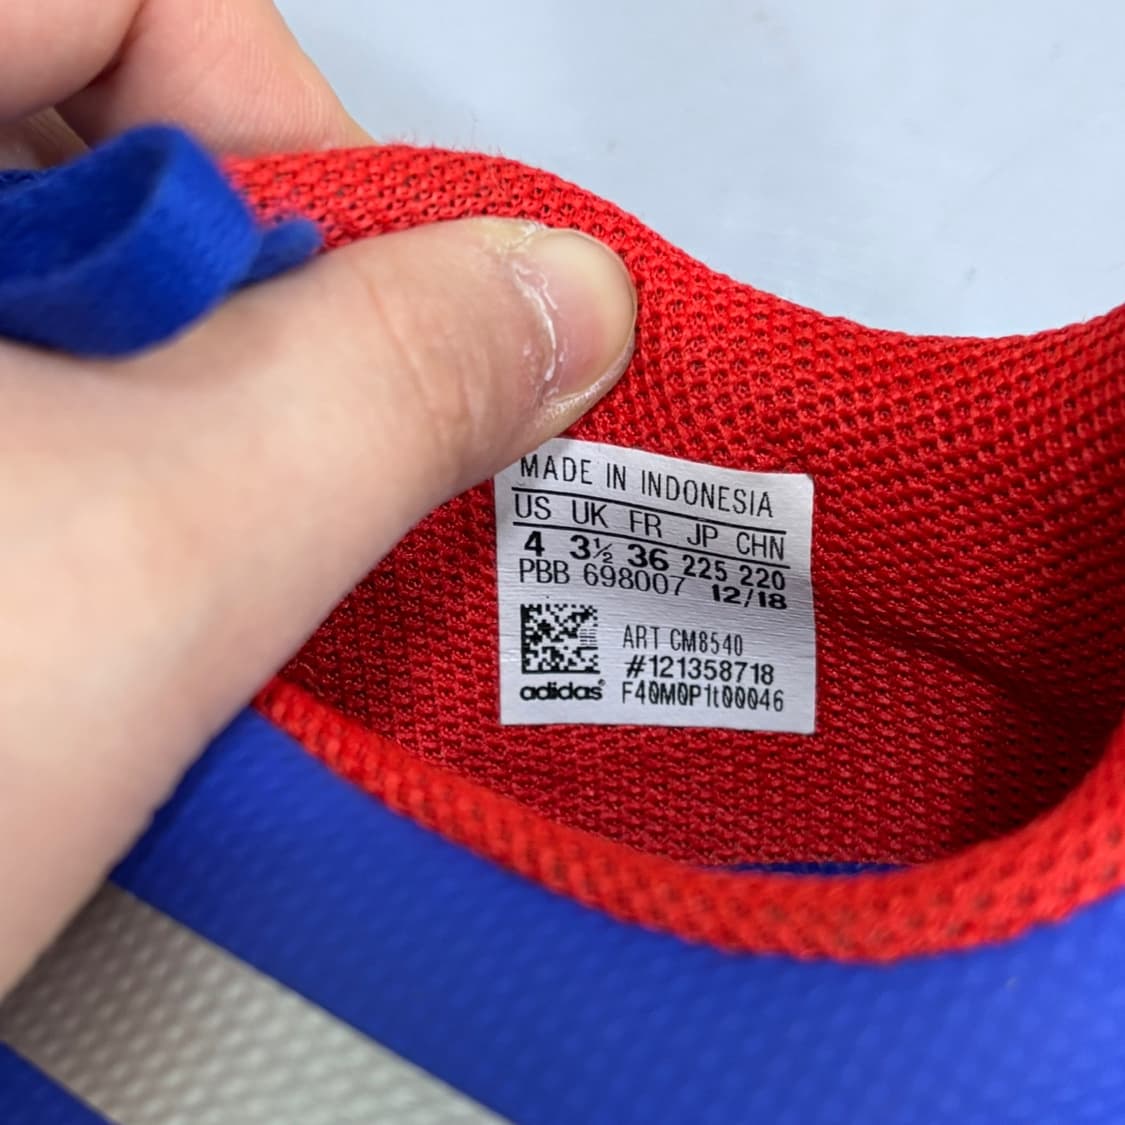 MADE IN INDONESIA
US UK FR JP CHN
4 3½ 36 225 220
PBB 698007 12/18
ART CM8540
#121358718
adidas® F40M0P1t00046